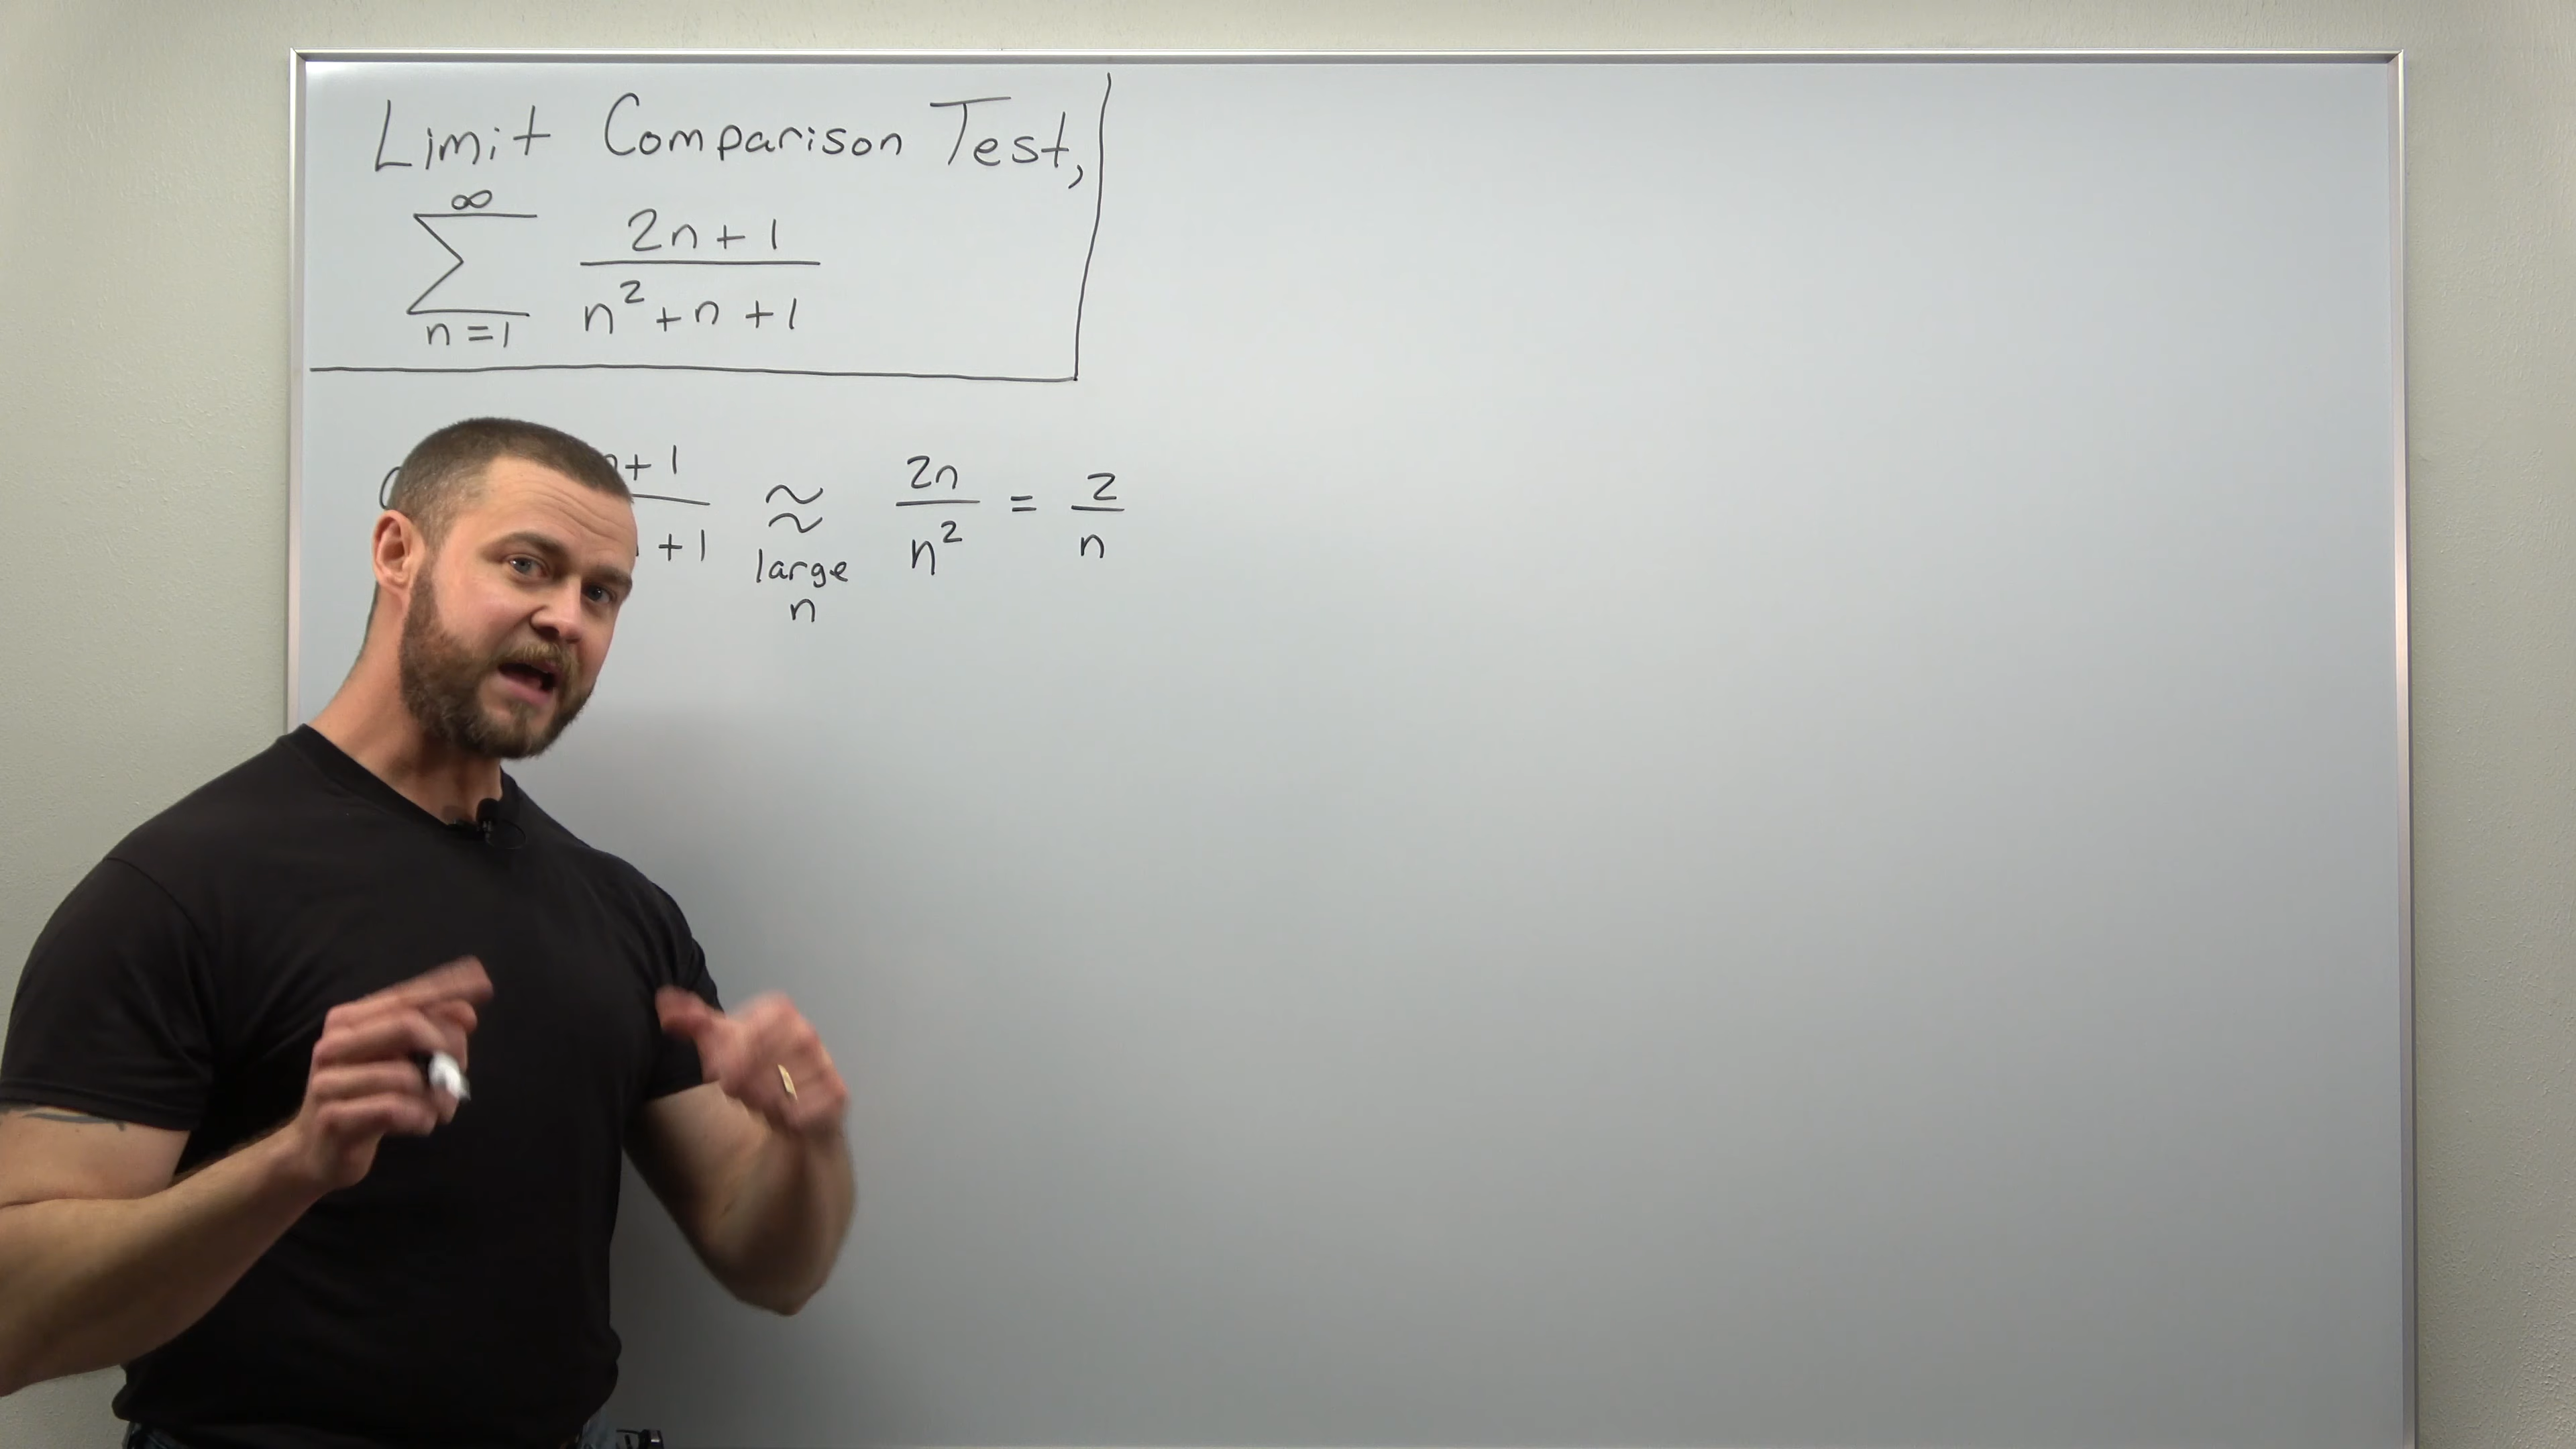 Limit Comparison Test,
∞
∑ (2n+1)/(n²+n+1)
n=1
+1 / +1 ≈ 2n/n² = 2/n
large
n